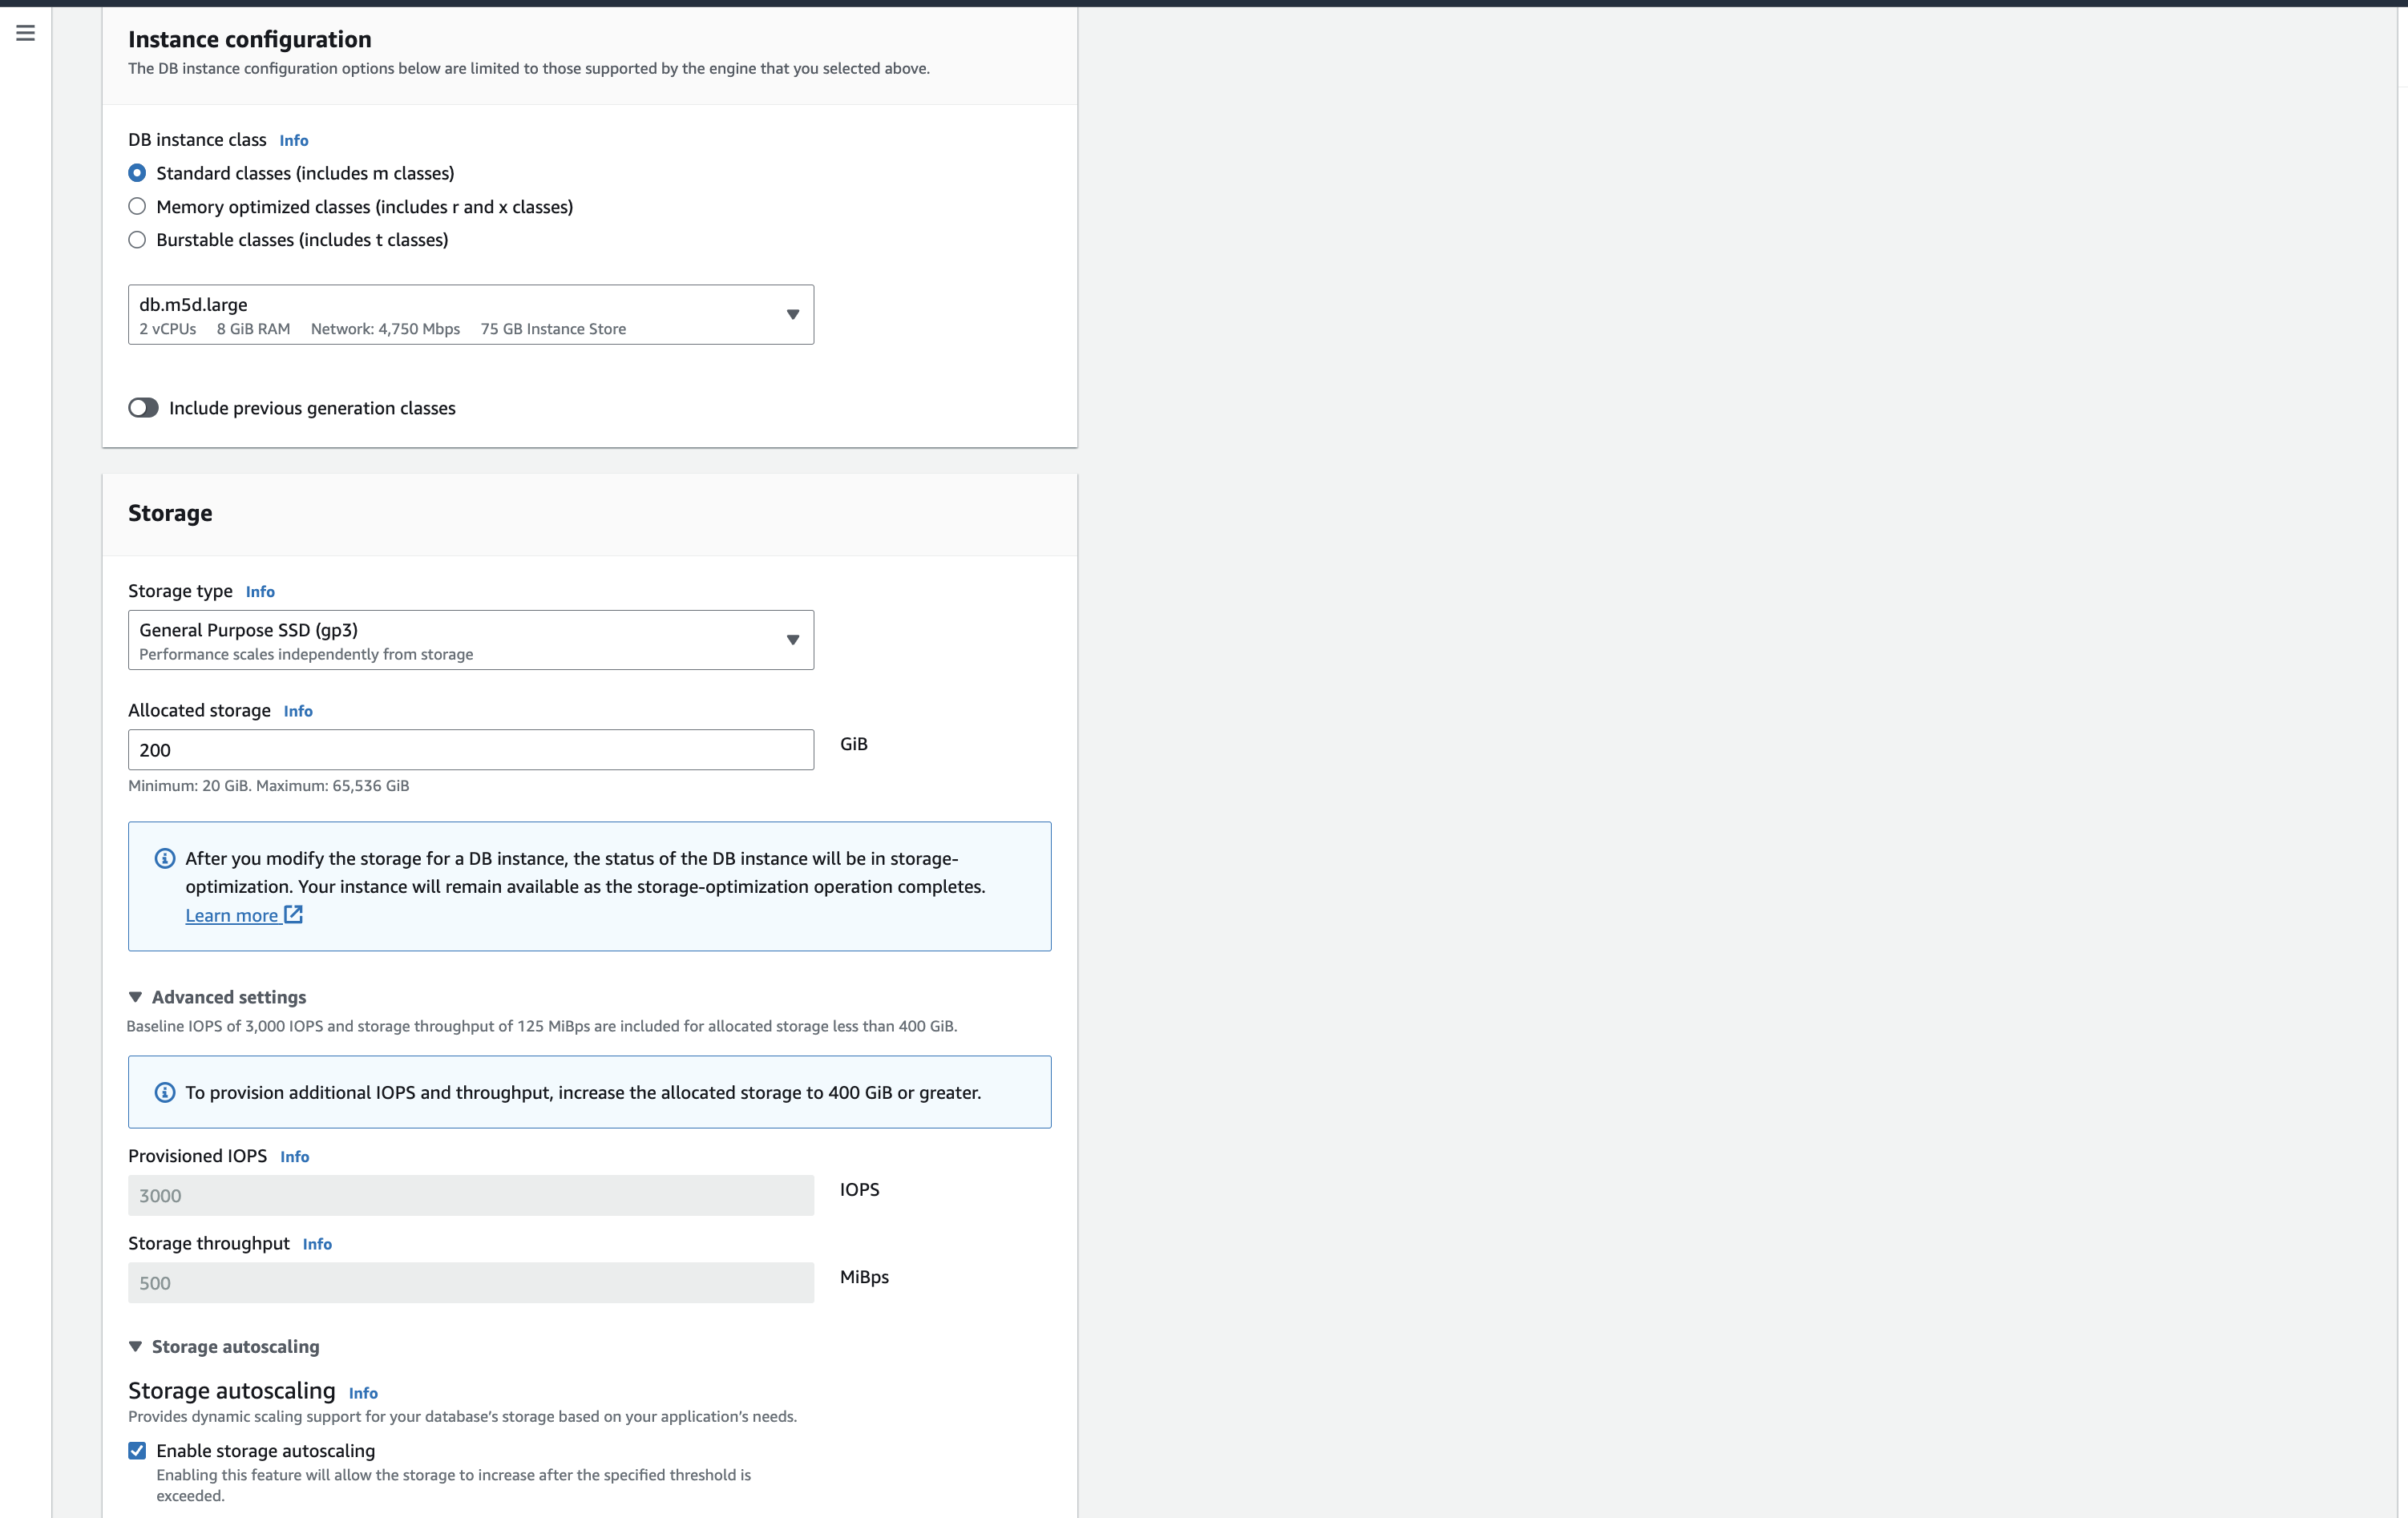 Instance configuration
The DB instance configuration options below are limited to those supported by the engine that you selected above.
DB instance class Info
Standard classes (includes m classes)
Memory optimized classes (includes r and x classes)
Burstable classes (includes t classes)
db.m5d.large
2 vCPUs 8 GiB RAM Network: 4,750 Mbps 75 GB Instance Store
Include previous generation classes
Storage
Storage type Info
General Purpose SSD (gp3)
Performance scales independently from storage
Allocated storage Info
200 GiB
Minimum: 20 GiB. Maximum: 65,536 GiB
After you modify the storage for a DB instance, the status of the DB instance will be in storage-
optimization. Your instance will remain available as the storage-optimization operation completes.
Learn more
Advanced settings
Baseline IOPS of 3,000 IOPS and storage throughput of 125 MiBps are included for allocated storage less than 400 GiB.
To provision additional IOPS and throughput, increase the allocated storage to 400 GiB or greater.
Provisioned IOPS Info
3000 IOPS
Storage throughput Info
500 MiBps
Storage autoscaling
Storage autoscaling Info
Provides dynamic scaling support for your database's storage based on your application's needs.
Enable storage autoscaling
Enabling this feature will allow the storage to increase after the specified threshold is
exceeded.